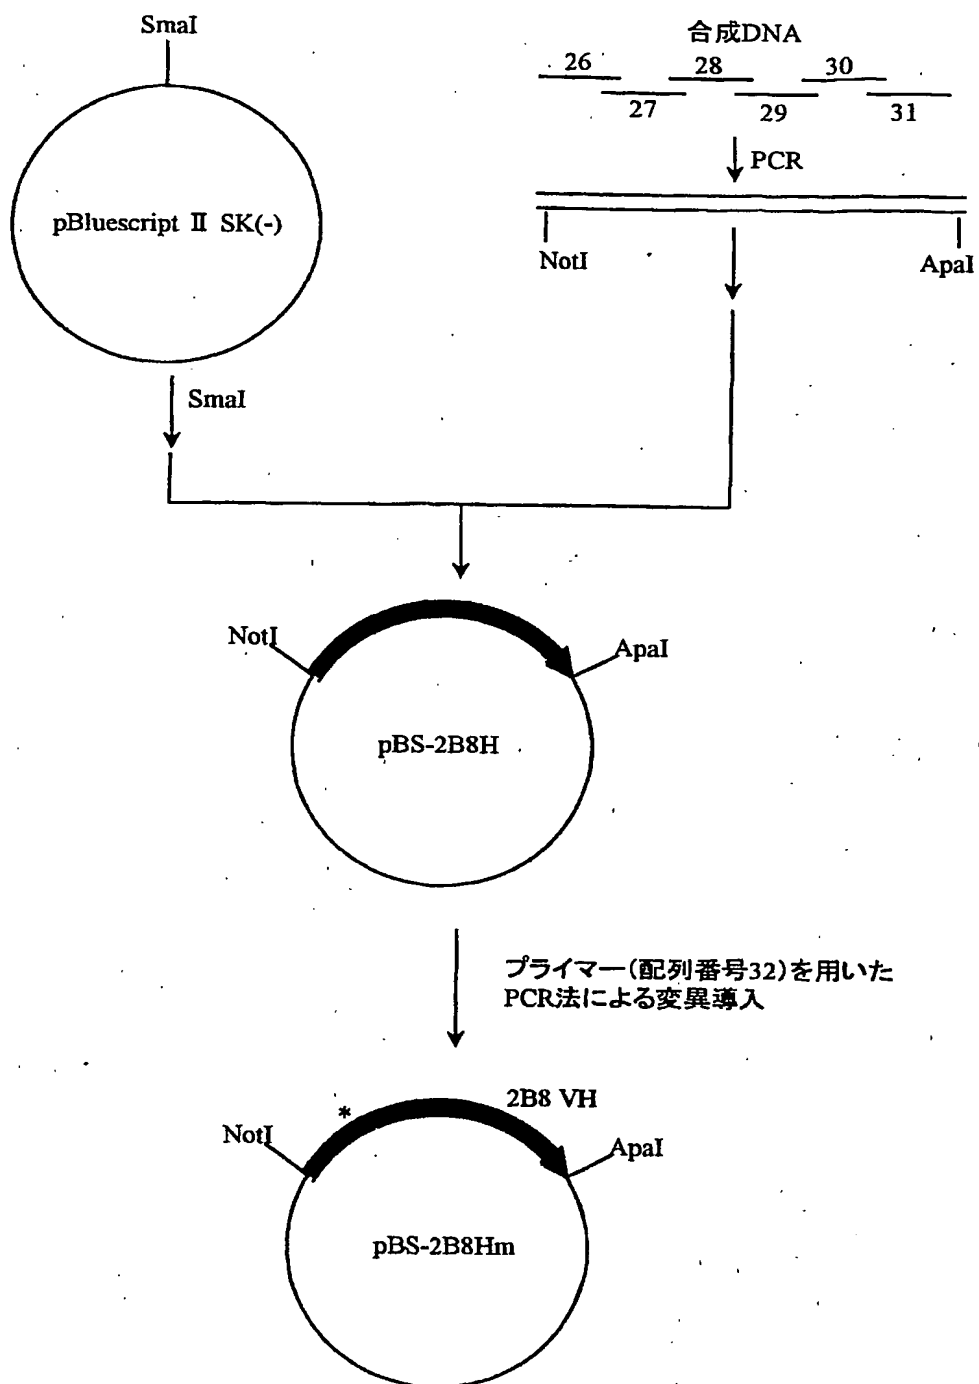 SmaI
pBluescript II SK(-)
SmaI
合成DNA
26
28
30
27
29
31
PCR
NotI
ApaI
NotI
ApaI
pBS-2B8H
プライマー(配列番号32)を用いた
PCR法による変異導入
*
2B8 VH
NotI
ApaI
pBS-2B8Hm